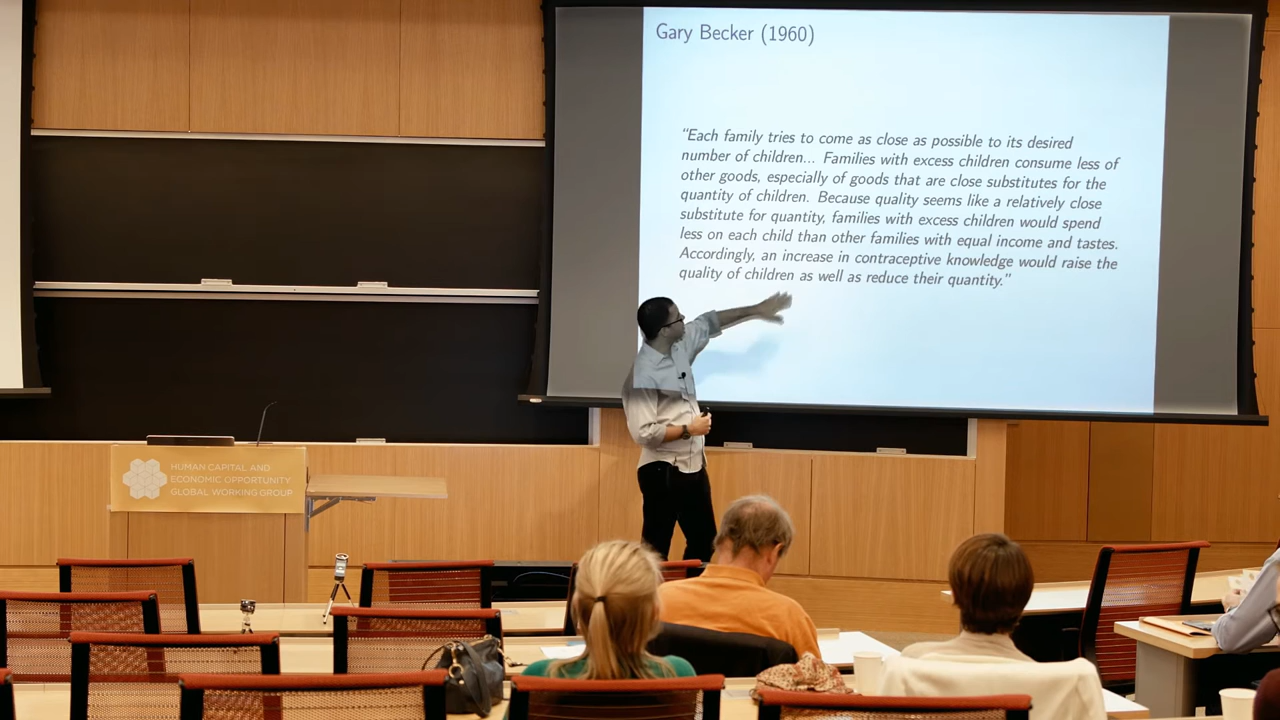 Gary Becker (1960)
“Each family tries to come as close as possible to its desired
number of children... Families with excess children consume less of
other goods, especially of goods that are close substitutes for the
quantity of children. Because quality seems like a relatively close
substitute for quantity, families with excess children would spend
less on each child than other families with equal income and tastes.
Accordingly, an increase in contraceptive knowledge would raise the
quality of children as well as reduce their quantity.”
HUMAN CAPITAL AND
ECONOMIC OPPORTUNITY
GLOBAL WORKING GROUP